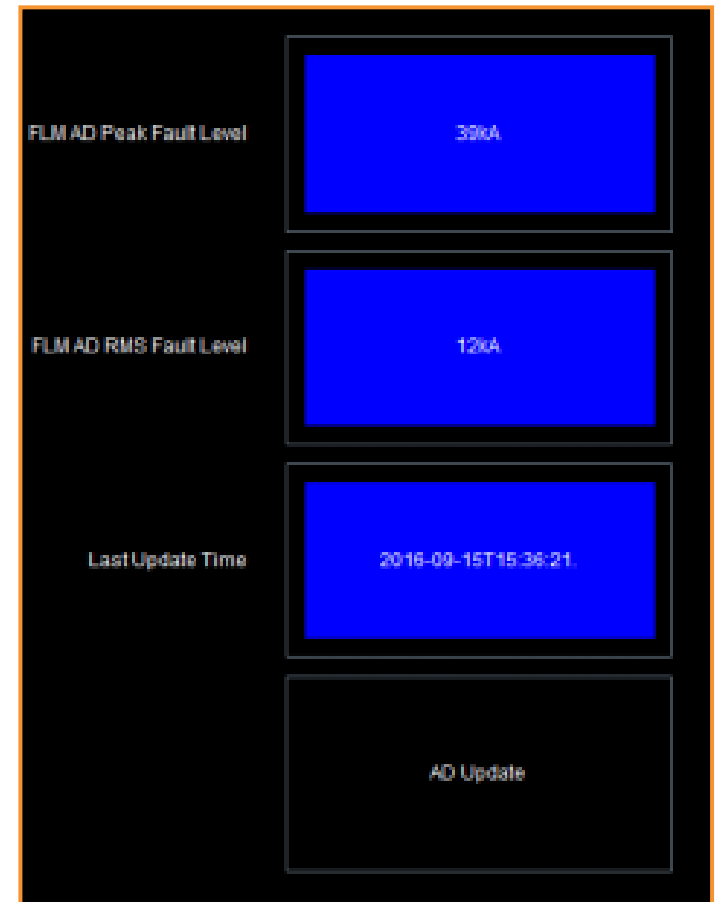 FLM AD Peak Fault Level
39kA
FLM AD RMS Fault Level
12kA
Last Update Time
2016-09-15T15:36:21.
AD Update